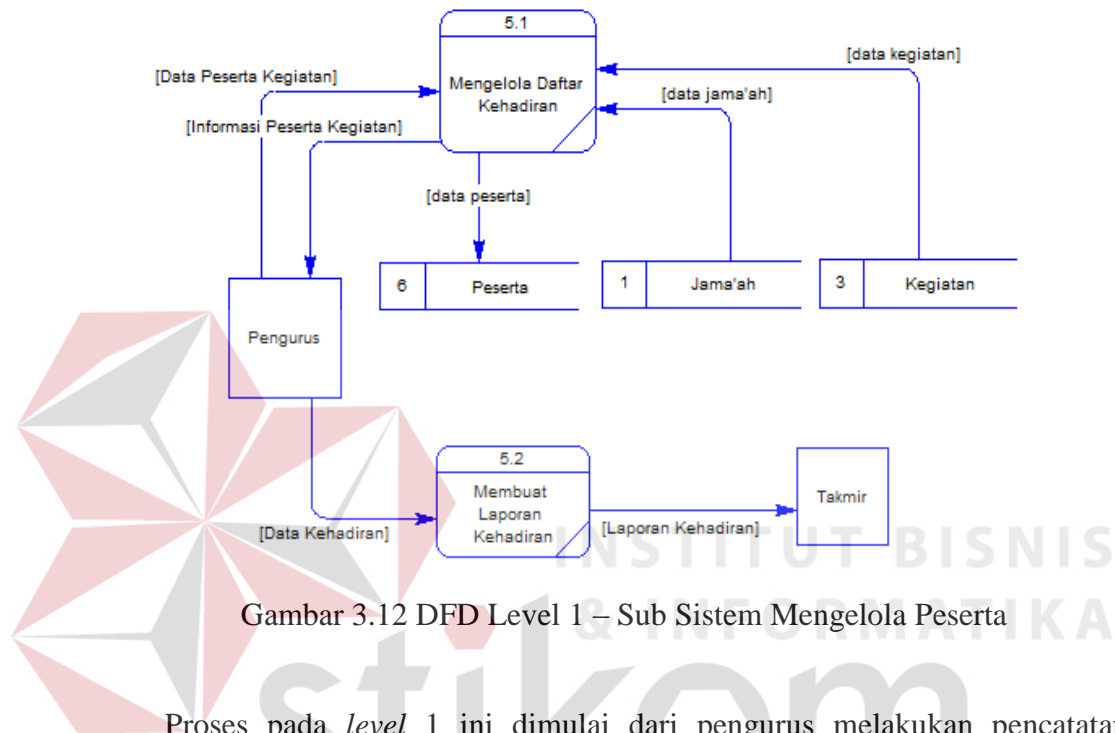 5.1
Mengelola Daftar
Kehadiran
[Data Peserta Kegiatan]
[Informasi Peserta Kegiatan]
[data kegiatan]
[data jama'ah]
[data peserta]
6 Peserta
1 Jama'ah
3 Kegiatan
Pengurus
5.2
Membuat
Laporan
Kehadiran
[Data Kehadiran]
[Laporan Kehadiran]
Takmir
INSTITUT BISNIS
& INFORMATIKA
stikom
Gambar 3.12 DFD Level 1 – Sub Sistem Mengelola Peserta
Proses pada level 1 ini dimulai dari pengurus melakukan pencatatan